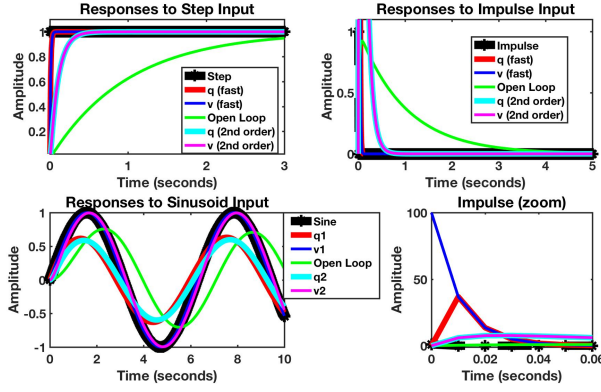 Responses to Step Input
Amplitude
1
0.8
0.6
0.4
0.2
0
1
2
3
Time (seconds)
Step
q (fast)
v (fast)
Open Loop
q (2nd order)
v (2nd order)
Responses to Impulse Input
Amplitude
1
0.5
0
0
1
2
3
4
5
Time (seconds)
Impulse
q (fast)
v (fast)
Open Loop
q (2nd order)
v (2nd order)
Responses to Sinusoid Input
Amplitude
1
0.5
0
-0.5
-1
0
2
4
6
8
10
Time (seconds)
Sine
q1
v1
Open Loop
q2
v2
Impulse (zoom)
Amplitude
100
50
0
0
0.02
0.04
0.06
Time (seconds)